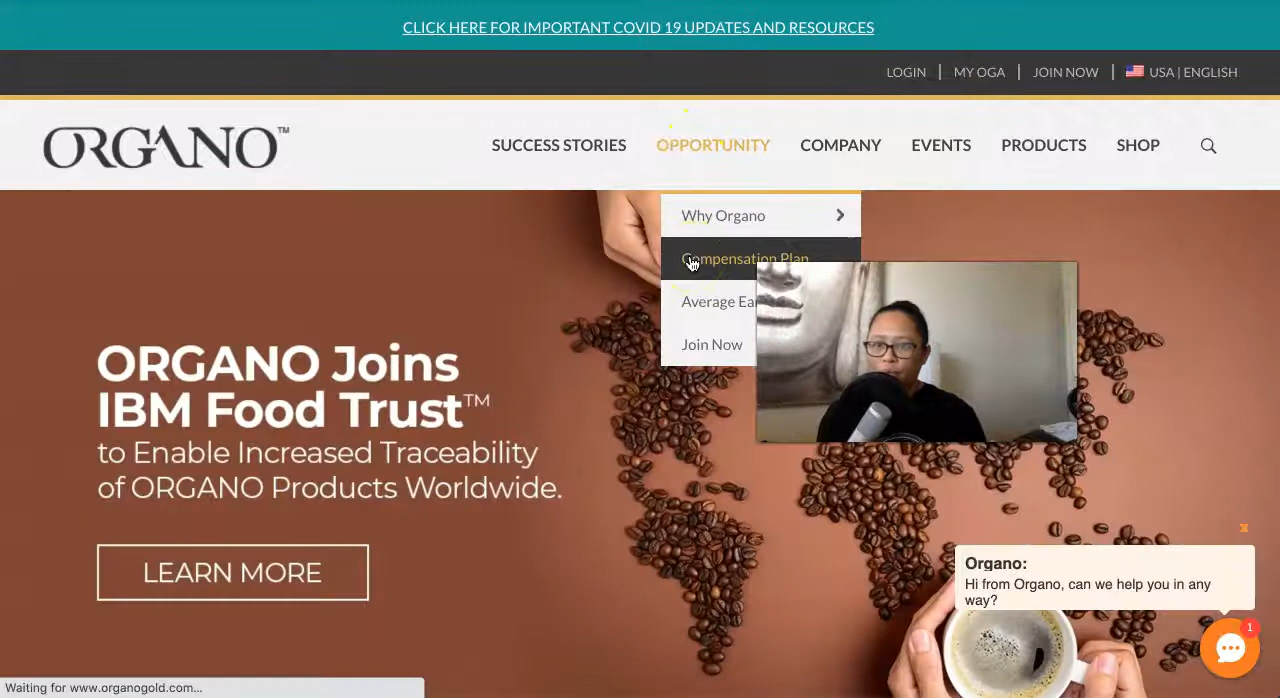 CLICK HERE FOR IMPORTANT COVID 19 UPDATES AND RESOURCES
LOGIN | MY OGA | JOIN NOW | USA | ENGLISH
ORGANO™
SUCCESS STORIES OPPORTUNITY COMPANY EVENTS PRODUCTS SHOP
Why Organo
Compensation Plan
Average
Join Now
ORGANO Joins
IBM Food Trust™
to Enable Increased Traceability
of ORGANO Products Worldwide.
LEARN MORE
Organo:
Hi from Organo, can we help you in any
way?
1
Waiting for www.organogold.com...